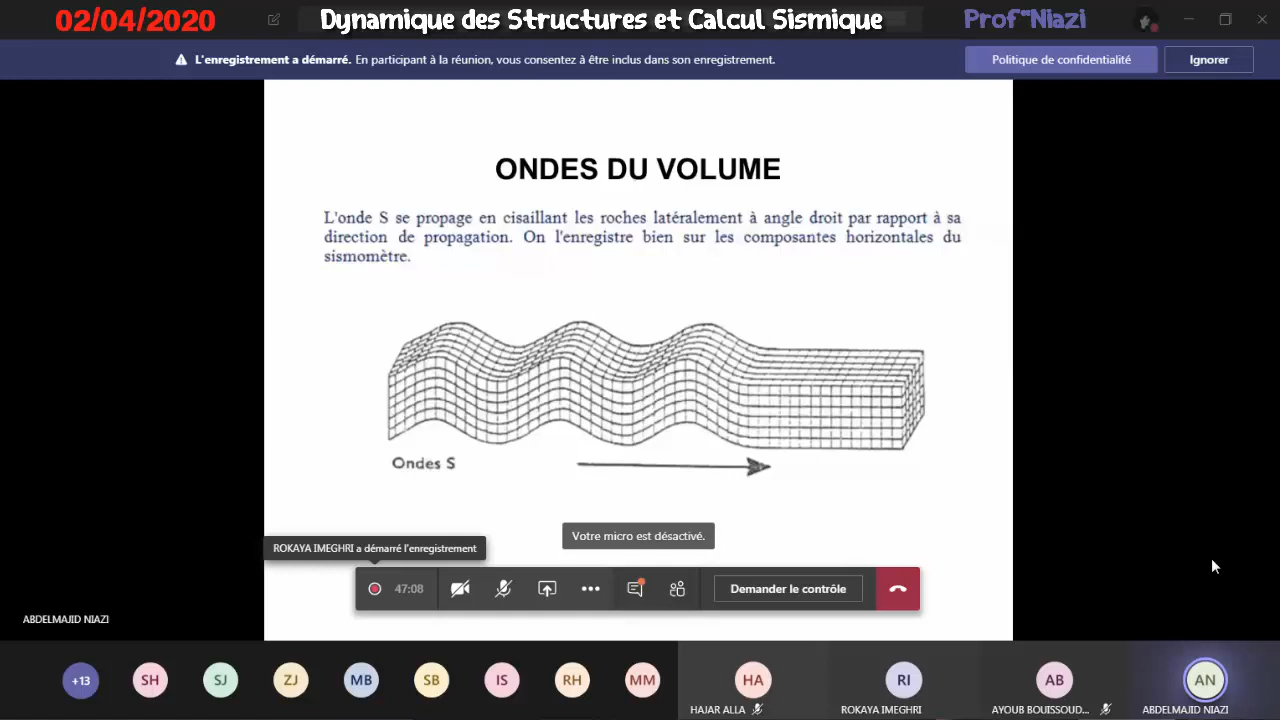 02/04/2020
Dynamique des Structures et Calcul Sismique
Prof"Niazi
L'enregistrement a démarré. En participant à la réunion, vous consentez à être inclus dans son enregistrement.
Politique de confidentialité
Ignorer
ONDES DU VOLUME
L'onde S se propage en cisaillant les roches latéralement à angle droit par rapport à sa
direction de propagation. On l'enregistre bien sur les composantes horizontales du
sismomètre.
Ondes S
Votre micro est désactivé.
ROKAYA IMEGHRI a démarré l'enregistrement
47:08
Demander le contrôle
ABDELMAJID NIAZI
+13
SH
SJ
ZJ
MB
SB
IS
RH
MM
HA
RI
AB
AN
HAJAR ALLA
ROKAYA IMEGHRI
AYOUB BOUISSOUD...
ABDELMAJID NIAZI